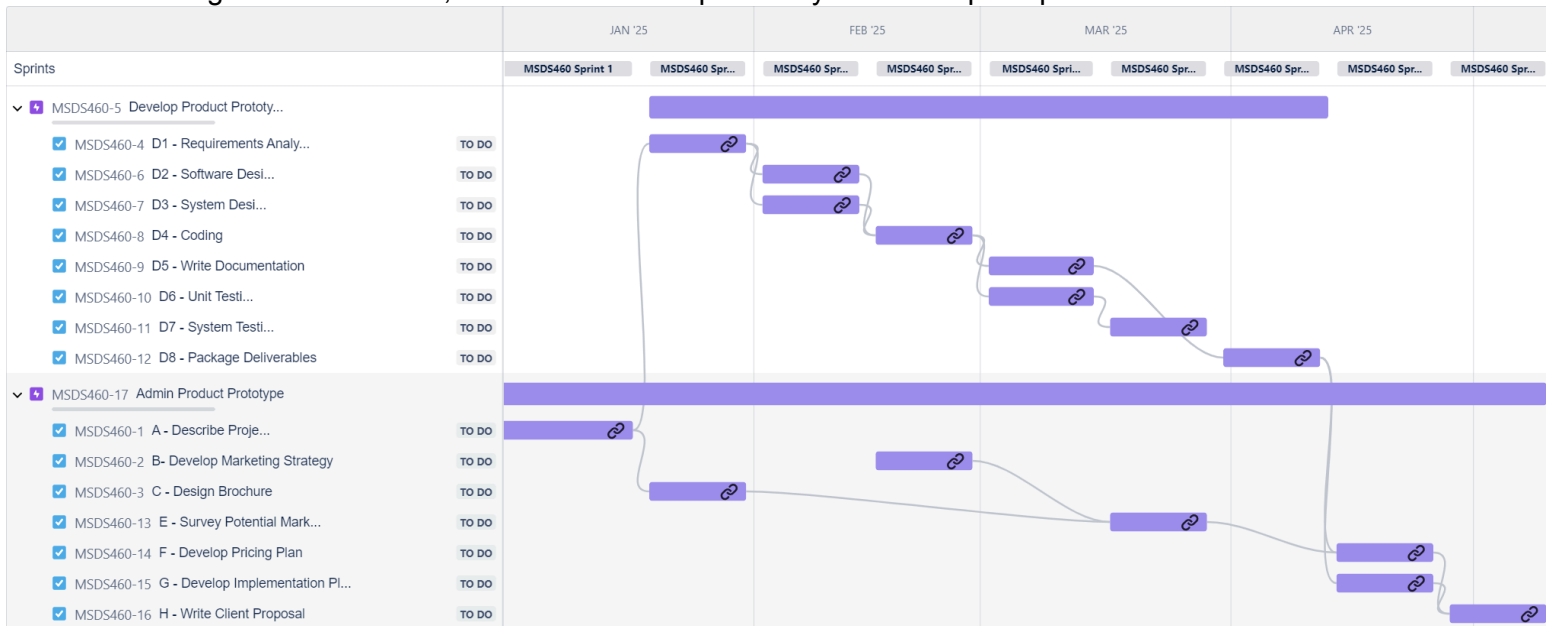 JAN '25 FEB '25 MAR '25 APR '25
Sprints MSDS460 Sprint 1 MSDS460 Spr... MSDS460 Spr... MSDS460 Spr... MSDS460 Spri... MSDS460 Spr... MSDS460 Spr... MSDS460 Spr... MSDS460 Spr...
MSDS460-5 Develop Product Prototy...
MSDS460-4 D1 - Requirements Analy... TO DO
MSDS460-6 D2 - Software Desi... TO DO
MSDS460-7 D3 - System Desi... TO DO
MSDS460-8 D4 - Coding TO DO
MSDS460-9 D5 - Write Documentation TO DO
MSDS460-10 D6 - Unit Testi... TO DO
MSDS460-11 D7 - System Testi... TO DO
MSDS460-12 D8 - Package Deliverables TO DO
MSDS460-17 Admin Product Prototype
MSDS460-1 A - Describe Proje... TO DO
MSDS460-2 B- Develop Marketing Strategy TO DO
MSDS460-3 C - Design Brochure TO DO
MSDS460-13 E - Survey Potential Mark... TO DO
MSDS460-14 F - Develop Pricing Plan TO DO
MSDS460-15 G - Develop Implementation Pl... TO DO
MSDS460-16 H - Write Client Proposal TO DO